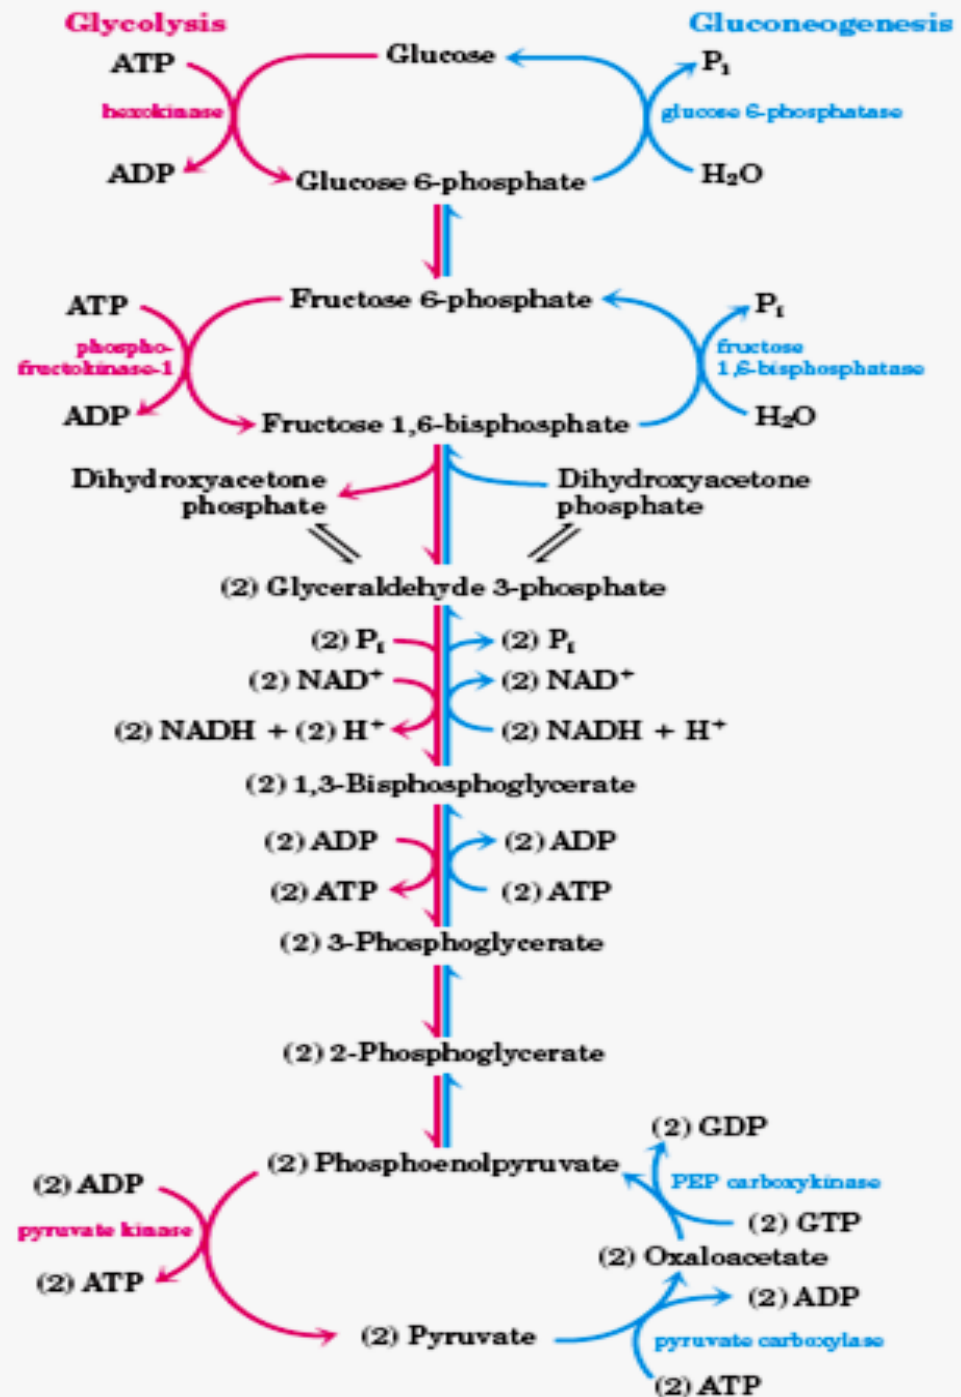 Glycolysis
Gluconeogenesis
ATP
Glucose
Pi
hexokinase
glucose 6-phosphatase
ADP
Glucose 6-phosphate
H₂O
ATP
Fructose 6-phosphate
Pi
phospho-
fructokinase-1
fructose
1,6-bisphosphatase
ADP
Fructose 1,6-bisphosphate
H₂O
Dihydroxyacetone
phosphate
Dihydroxyacetone
phosphate
(2) Glyceraldehyde 3-phosphate
(2) Pi
(2) Pi
(2) NAD⁺
(2) NAD⁺
(2) NADH + (2) H⁺
(2) NADH + H⁺
(2) 1,3-Bisphosphoglycerate
(2) ADP
(2) ADP
(2) ATP
(2) ATP
(2) 3-Phosphoglycerate
(2) 2-Phosphoglycerate
(2) GDP
(2) Phosphoenolpyruvate
(2) ADP
PEP carboxykinase
pyruvate kinase
(2) GTP
(2) Oxaloacetate
(2) ATP
(2) ADP
(2) Pyruvate
pyruvate carboxylase
(2) ATP